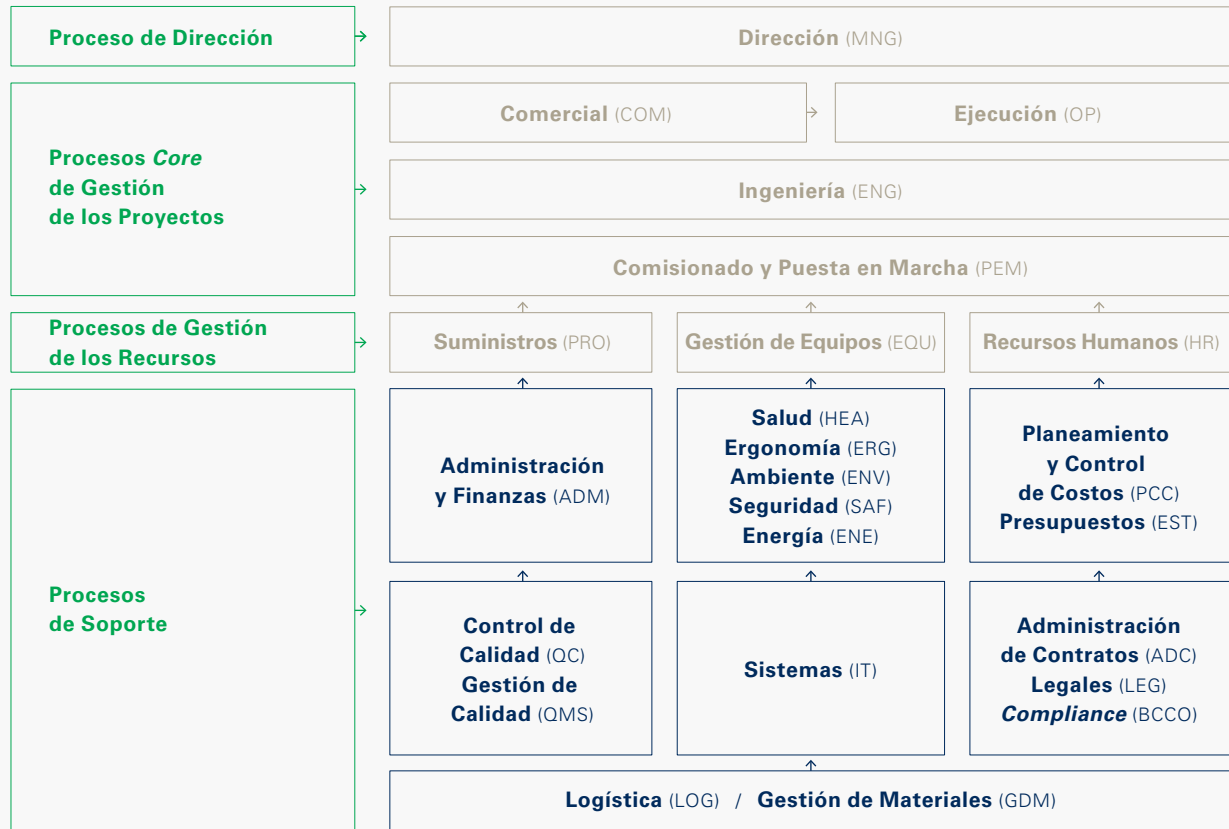 Proceso de Dirección
Dirección (MNG)
Procesos Core
de Gestión
de los Proyectos
Comercial (COM)
Ejecución (OP)
Ingeniería (ENG)
Comisionado y Puesta en Marcha (PEM)
Procesos de Gestión
de los Recursos
Suministros (PRO)
Gestión de Equipos (EQU)
Recursos Humanos (HR)
Procesos
de Soporte
Administración
y Finanzas (ADM)
Salud (HEA)
Ergonomía (ERG)
Ambiente (ENV)
Seguridad (SAF)
Energía (ENE)
Planeamiento
y Control
de Costos (PCC)
Presupuestos (EST)
Control de
Calidad (QC)
Gestión de
Calidad (QMS)
Sistemas (IT)
Administración
de Contratos (ADC)
Legales (LEG)
Compliance (BCCO)
Logística (LOG) / Gestión de Materiales (GDM)